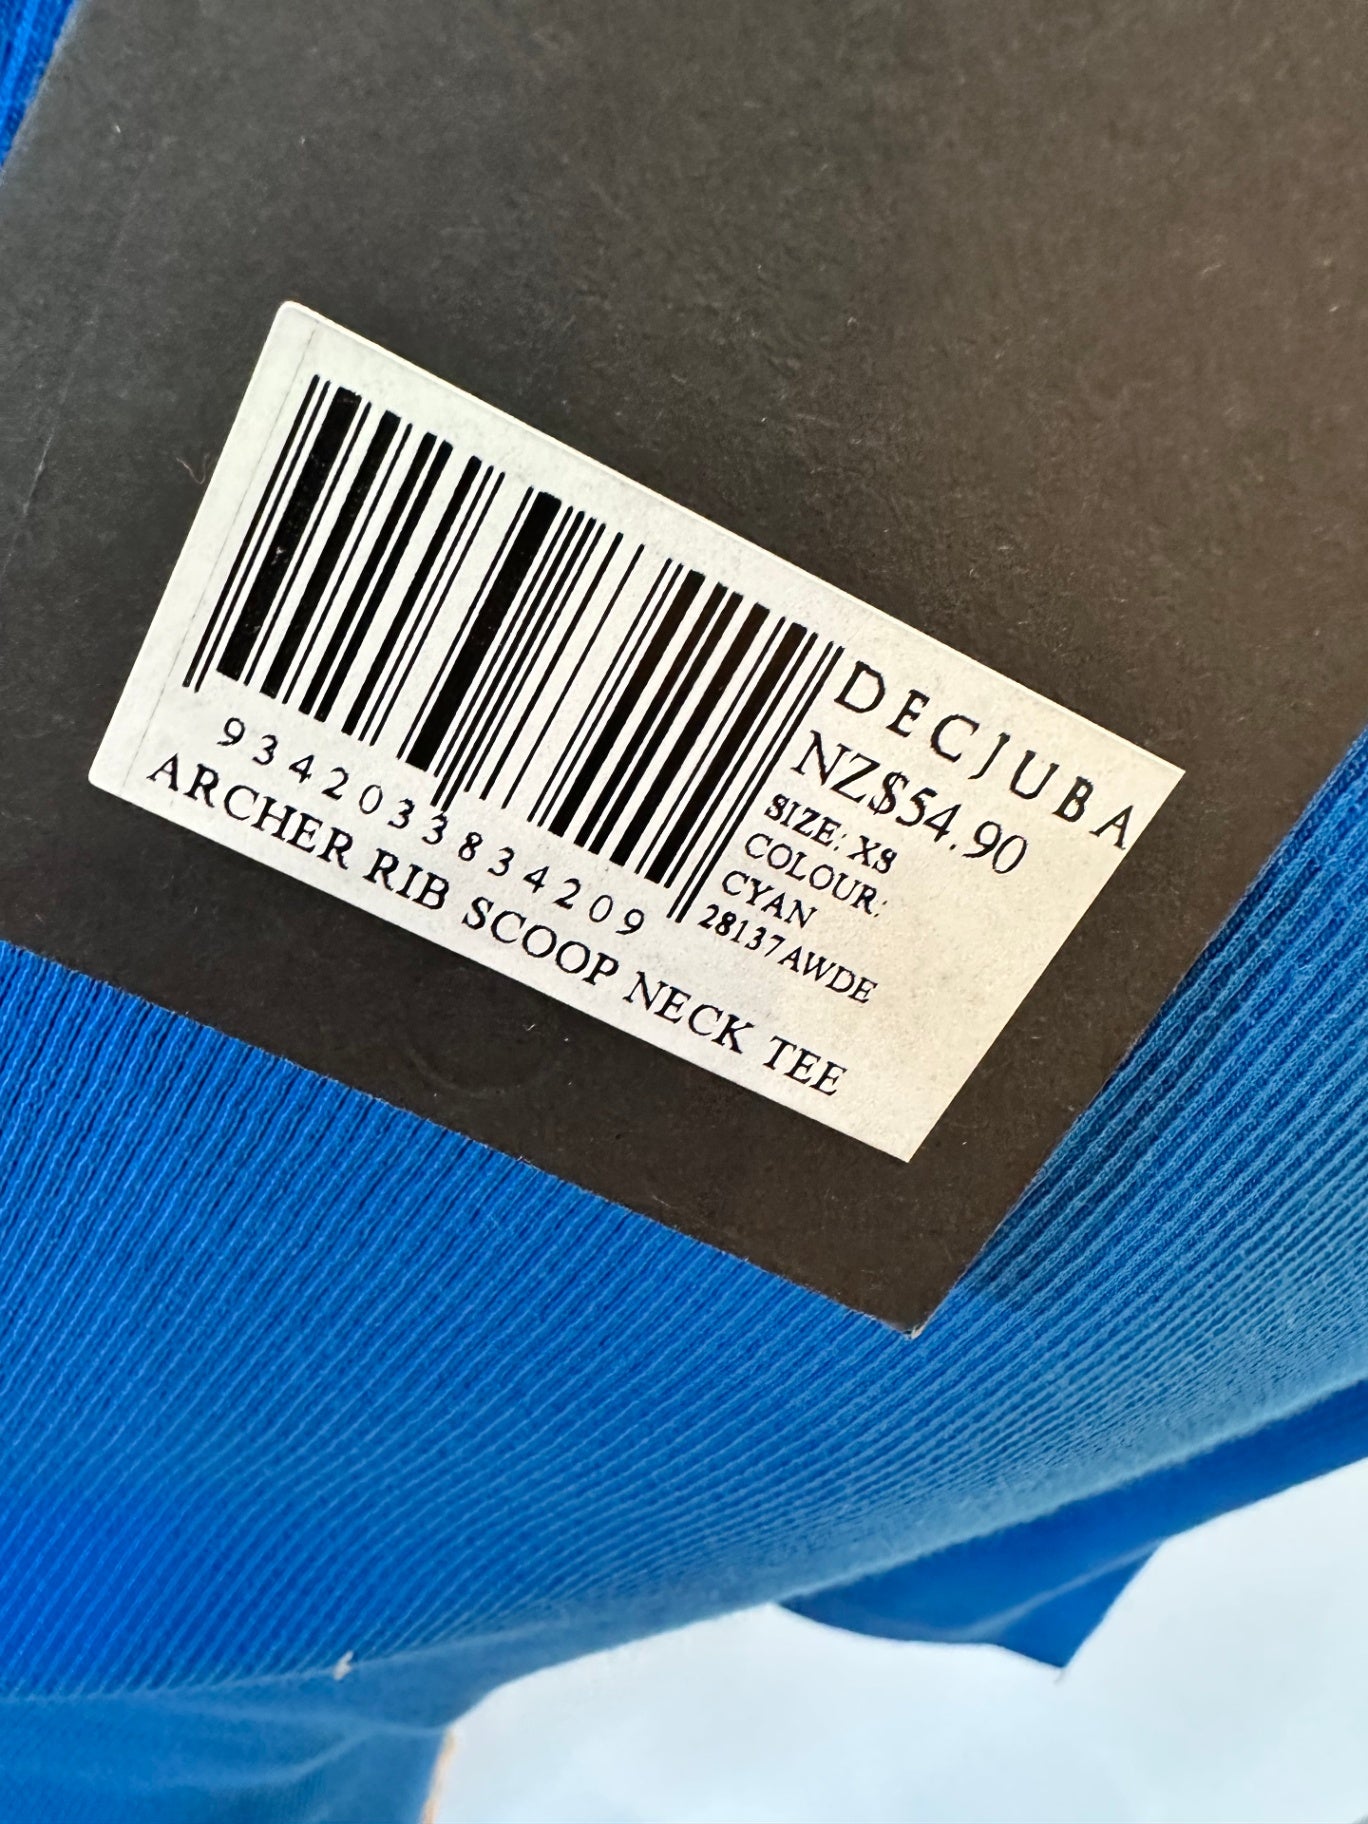 DECJUBA
NZ$54.90
SIZE: XS
COLOUR:
CYAN
28137AWDE
9342033834209
ARCHER RIB SCOOP NECK TEE